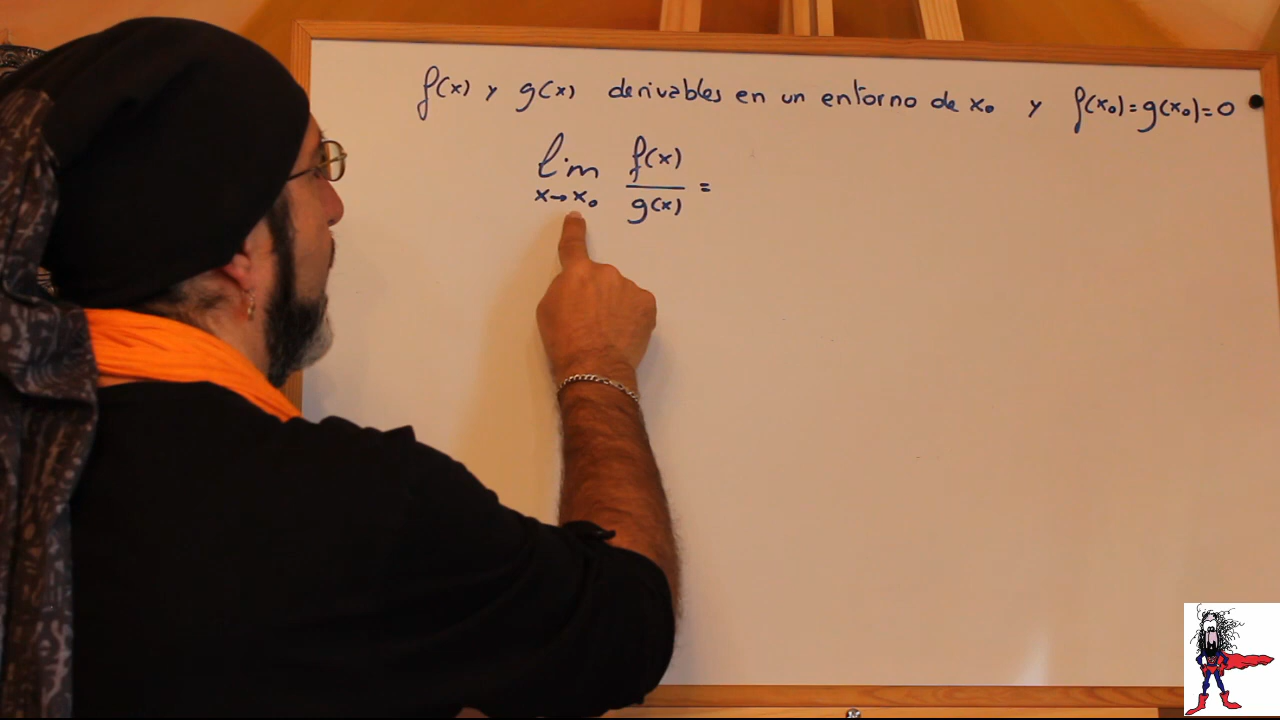 f(x) y g(x) derivables en un entorno de x₀ y f(x₀)=g(x₀)=0
lim f(x)
x→x₀ g(x) =